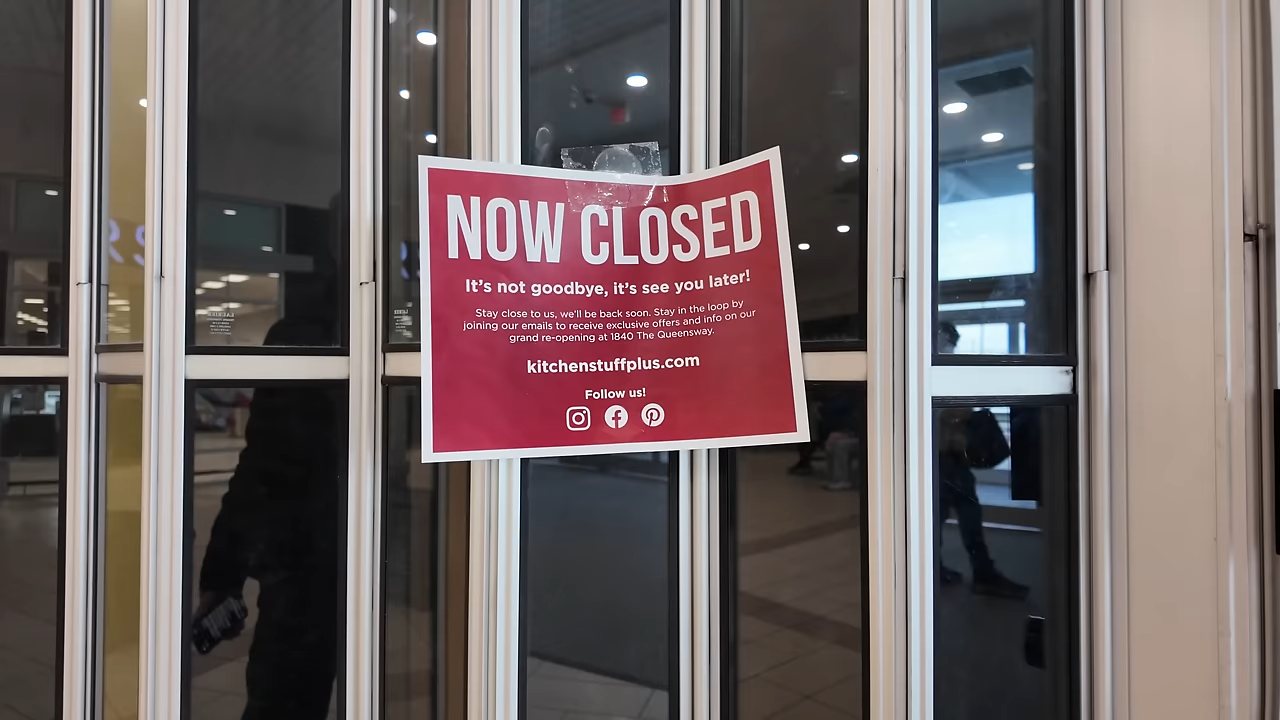 NOW CLOSED
It's not goodbye, it's see you later!
Stay close to us, we'll be back soon. Stay in the loop by
joining our emails to receive exclusive offers and info on our
grand re-opening at 1840 The Queensway.
kitchenstuffplus.com
Follow us!